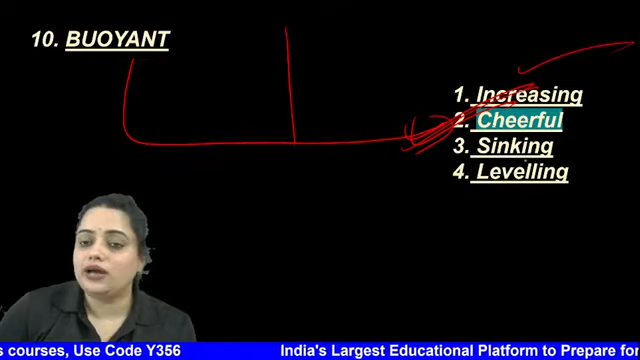 10. BUOYANT
1. Increasing
2. Cheerful
3. Sinking
4. Levelling
s courses, Use Code Y356
India's Largest Educational Platform to Prepare for